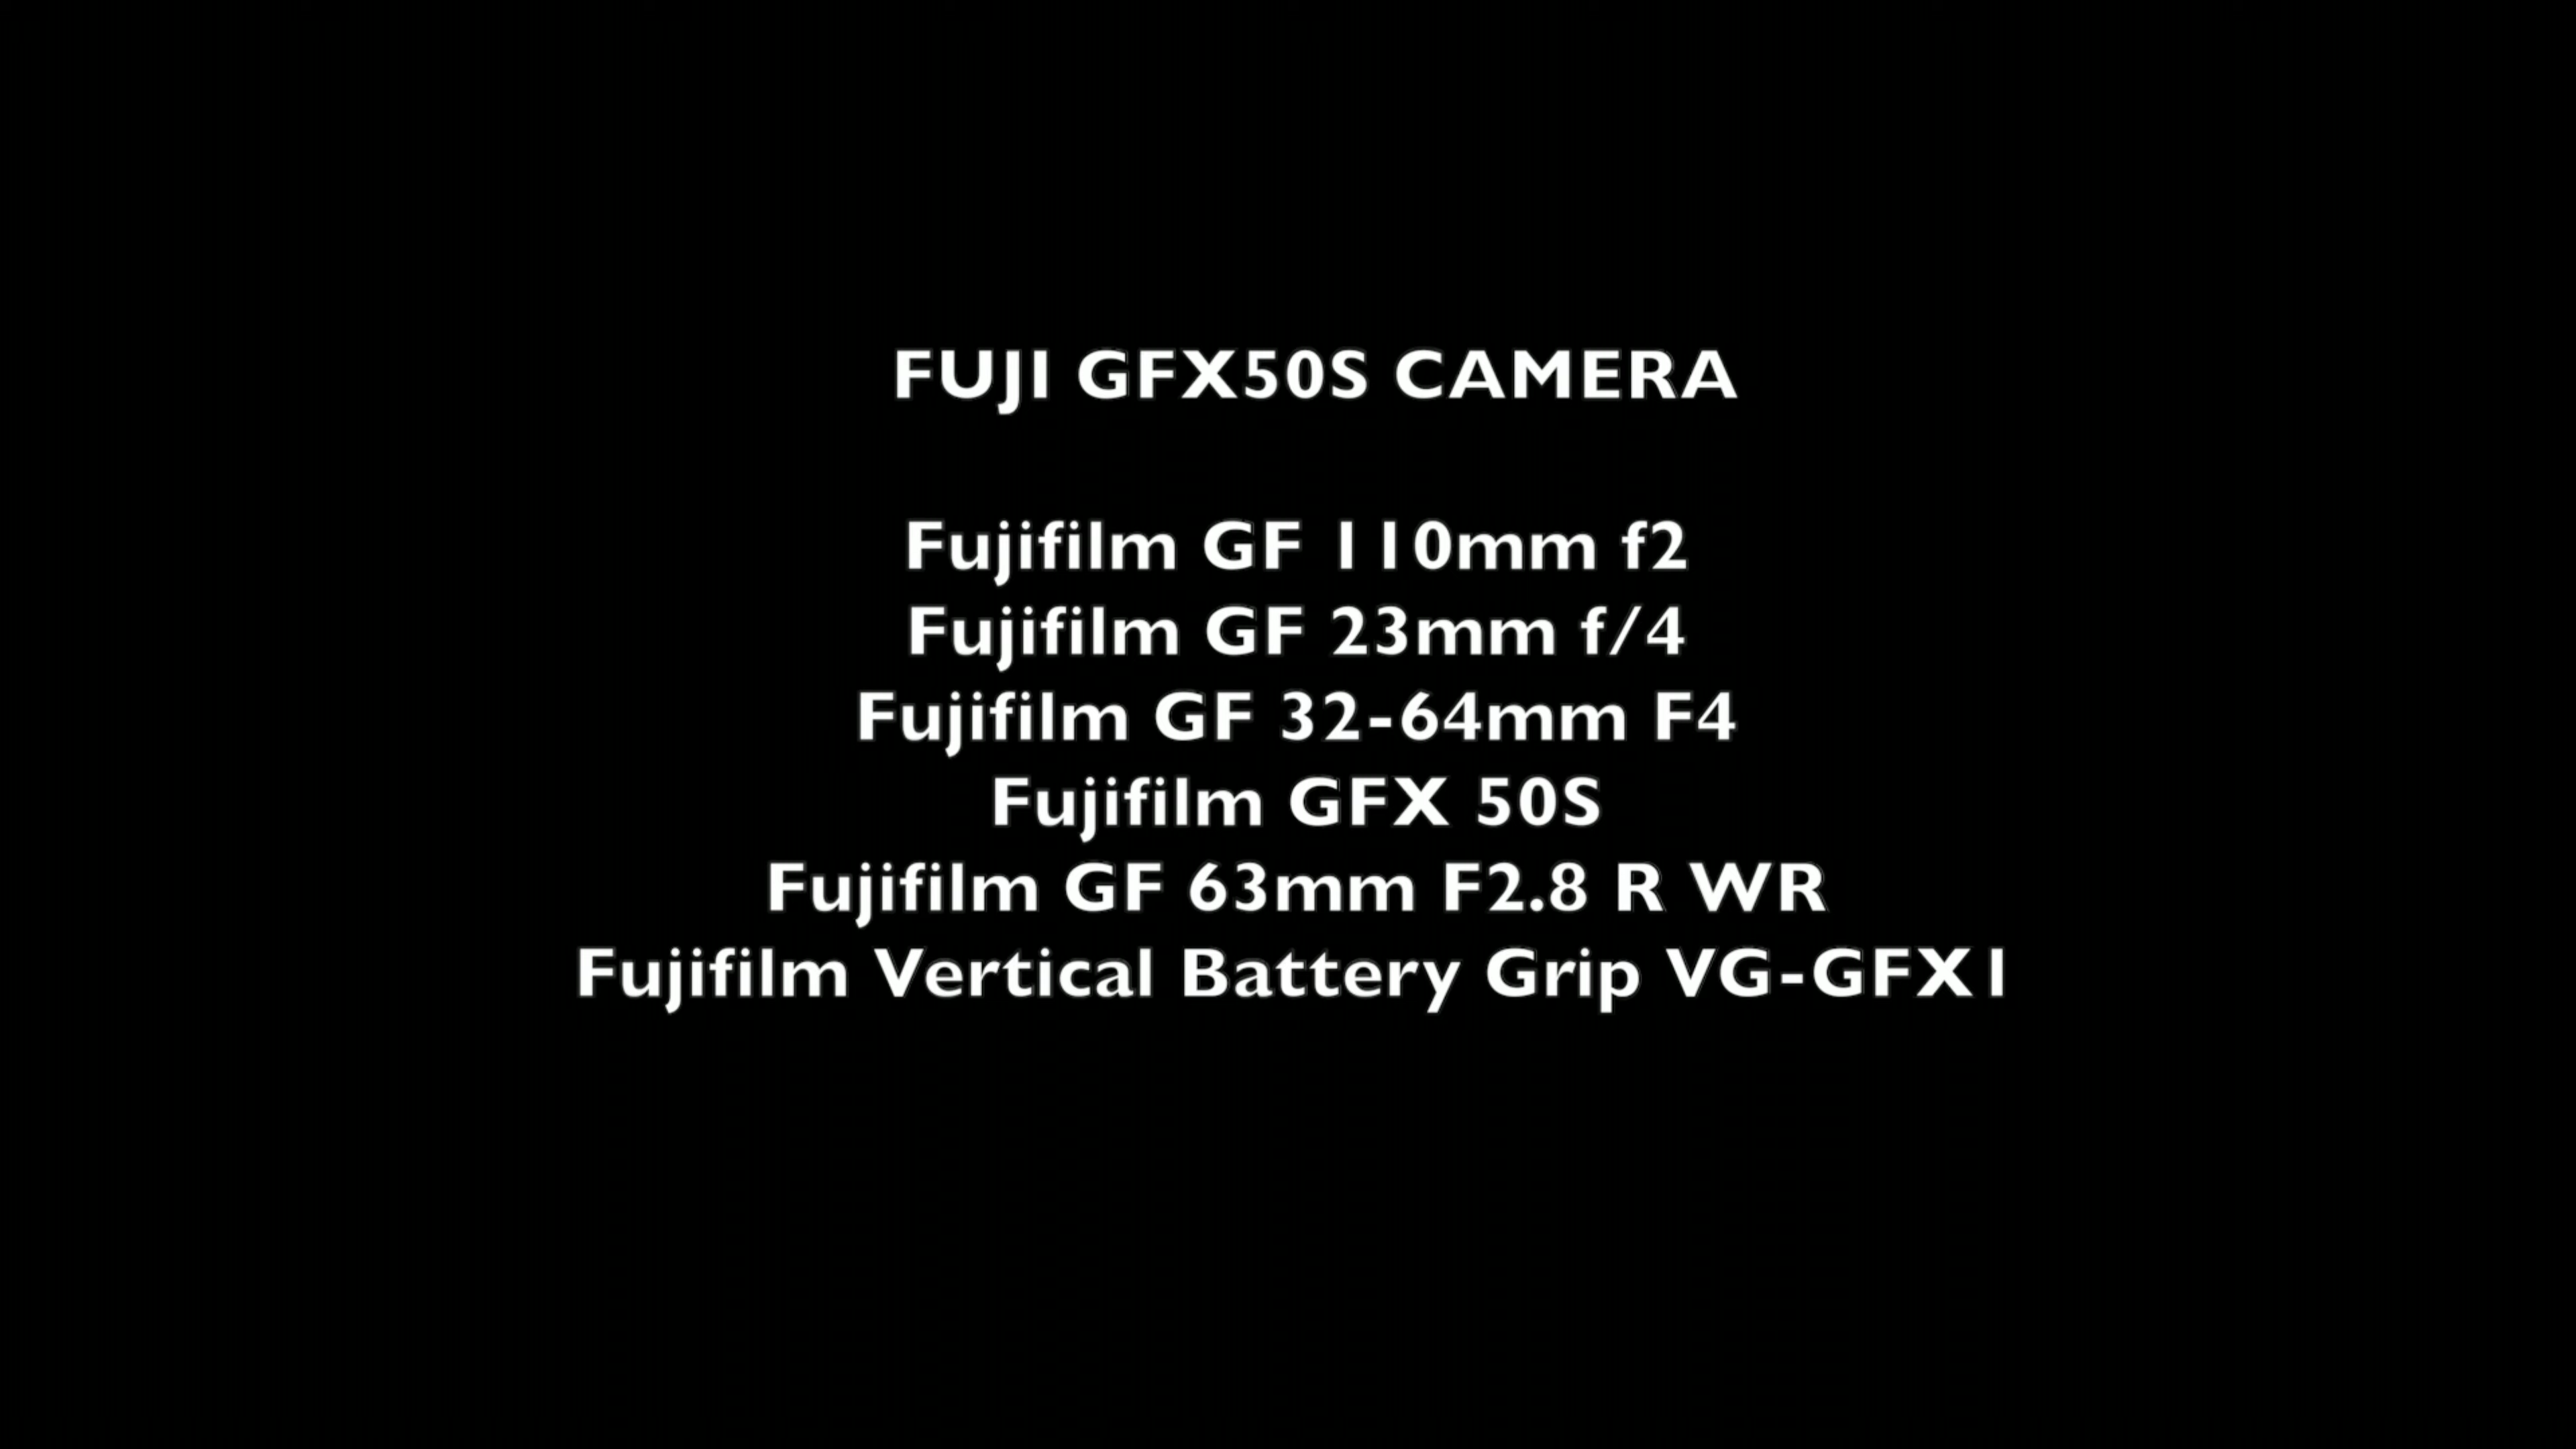 FUJI GFX50S CAMERA
Fujifilm GF 110mm f2
Fujifilm GF 23mm f/4
Fujifilm GF 32-64mm F4
Fujifilm GFX 50S
Fujifilm GF 63mm F2.8 R WR
Fujifilm Vertical Battery Grip VG-GFX1